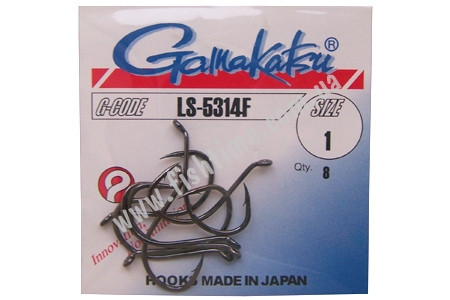 Gamakatsu ®
G-CODE LS-5314F SIZE
1
Qty. 8
HOOKS MADE IN JAPAN